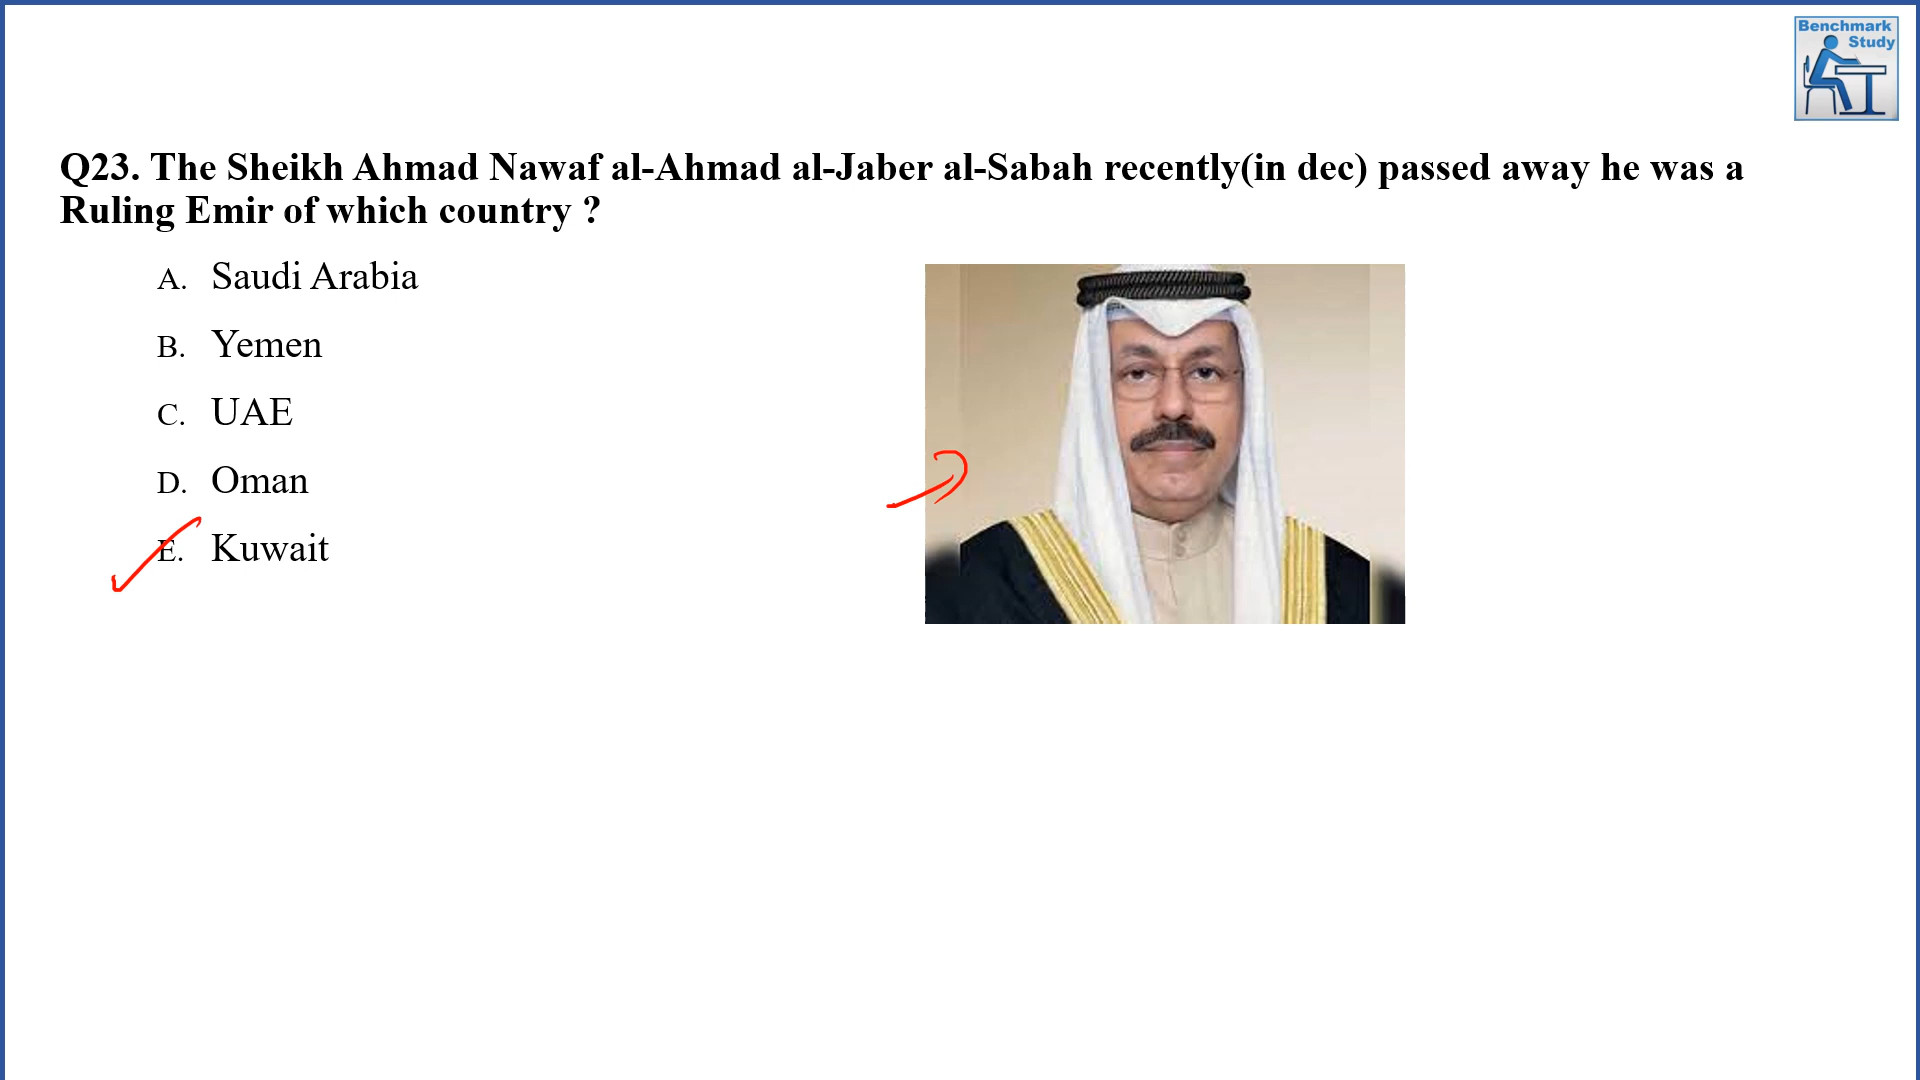 Benchmark
Study
Q23. The Sheikh Ahmad Nawaf al-Ahmad al-Jaber al-Sabah recently(in dec) passed away he was a
Ruling Emir of which country ?
A. Saudi Arabia
B. Yemen
C. UAE
D. Oman
E. Kuwait